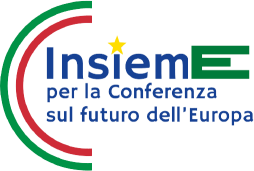 InsiemE
per la Conferenza
sul futuro dell'Europa